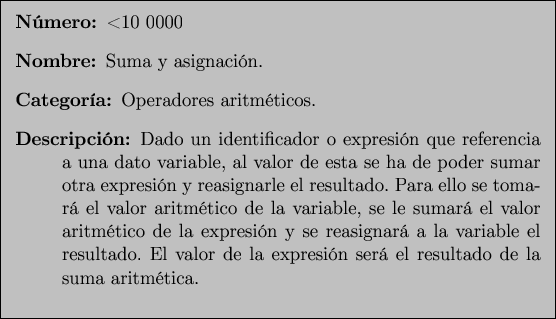 Número: <10 0000
Nombre: Suma y asignación.
Categoría: Operadores aritméticos.
Descripción: Dado un identificador o expresión que referencia
a una dato variable, al valor de esta se ha de poder sumar
otra expresión y reasignarle el resultado. Para ello se toma-
rá el valor aritmético de la variable, se le sumará el valor
aritmético de la expresión y se reasignará a la variable el
resultado. El valor de la expresión será el resultado de la
suma aritmética.